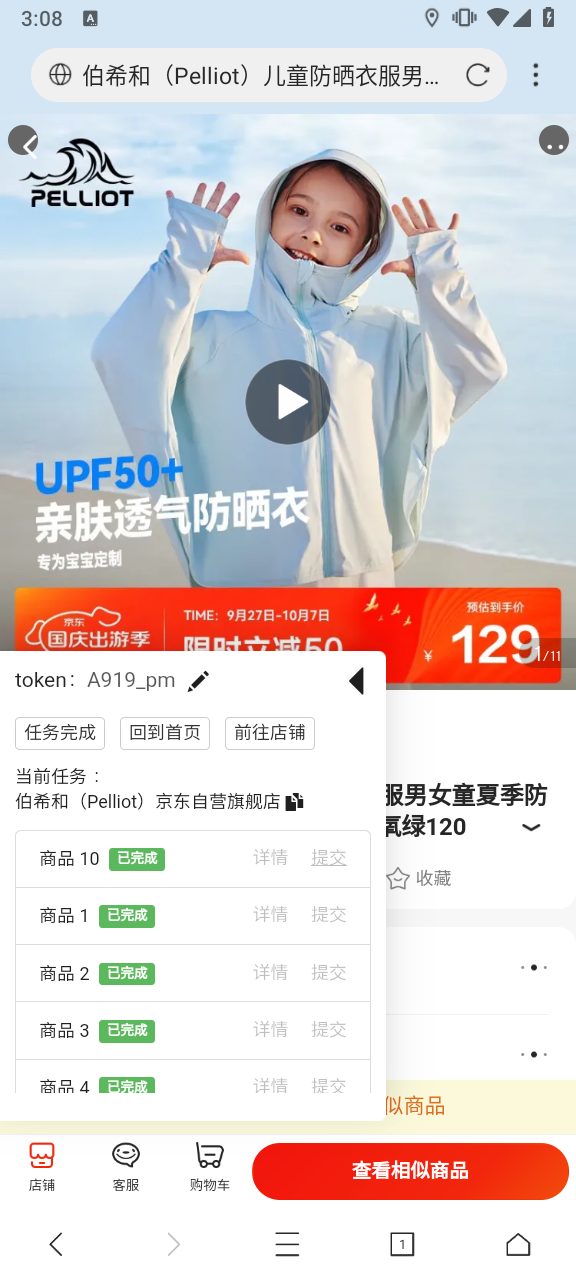 3:08
A
伯希和（Pelliot）儿童防晒衣服男...
PELLIOT
UPF50+
亲肤透气防晒衣
专为宝宝定制
京东
国庆出游季
TIME：9月27日-10月7日
限时立减50
预估到手价
¥ 129
1/11
token： A919_pm
任务完成
回到首页
前往店铺
当前任务：
伯希和（Pelliot）京东自营旗舰店
服男女童夏季防
氧绿120
收藏
商品 10 已完成 详情 提交
商品 1 已完成 详情 提交
商品 2 已完成 详情 提交
商品 3 已完成 详情 提交
商品 4 已完成 详情 提交
似商品
店铺
客服
购物车
查看相似商品
1